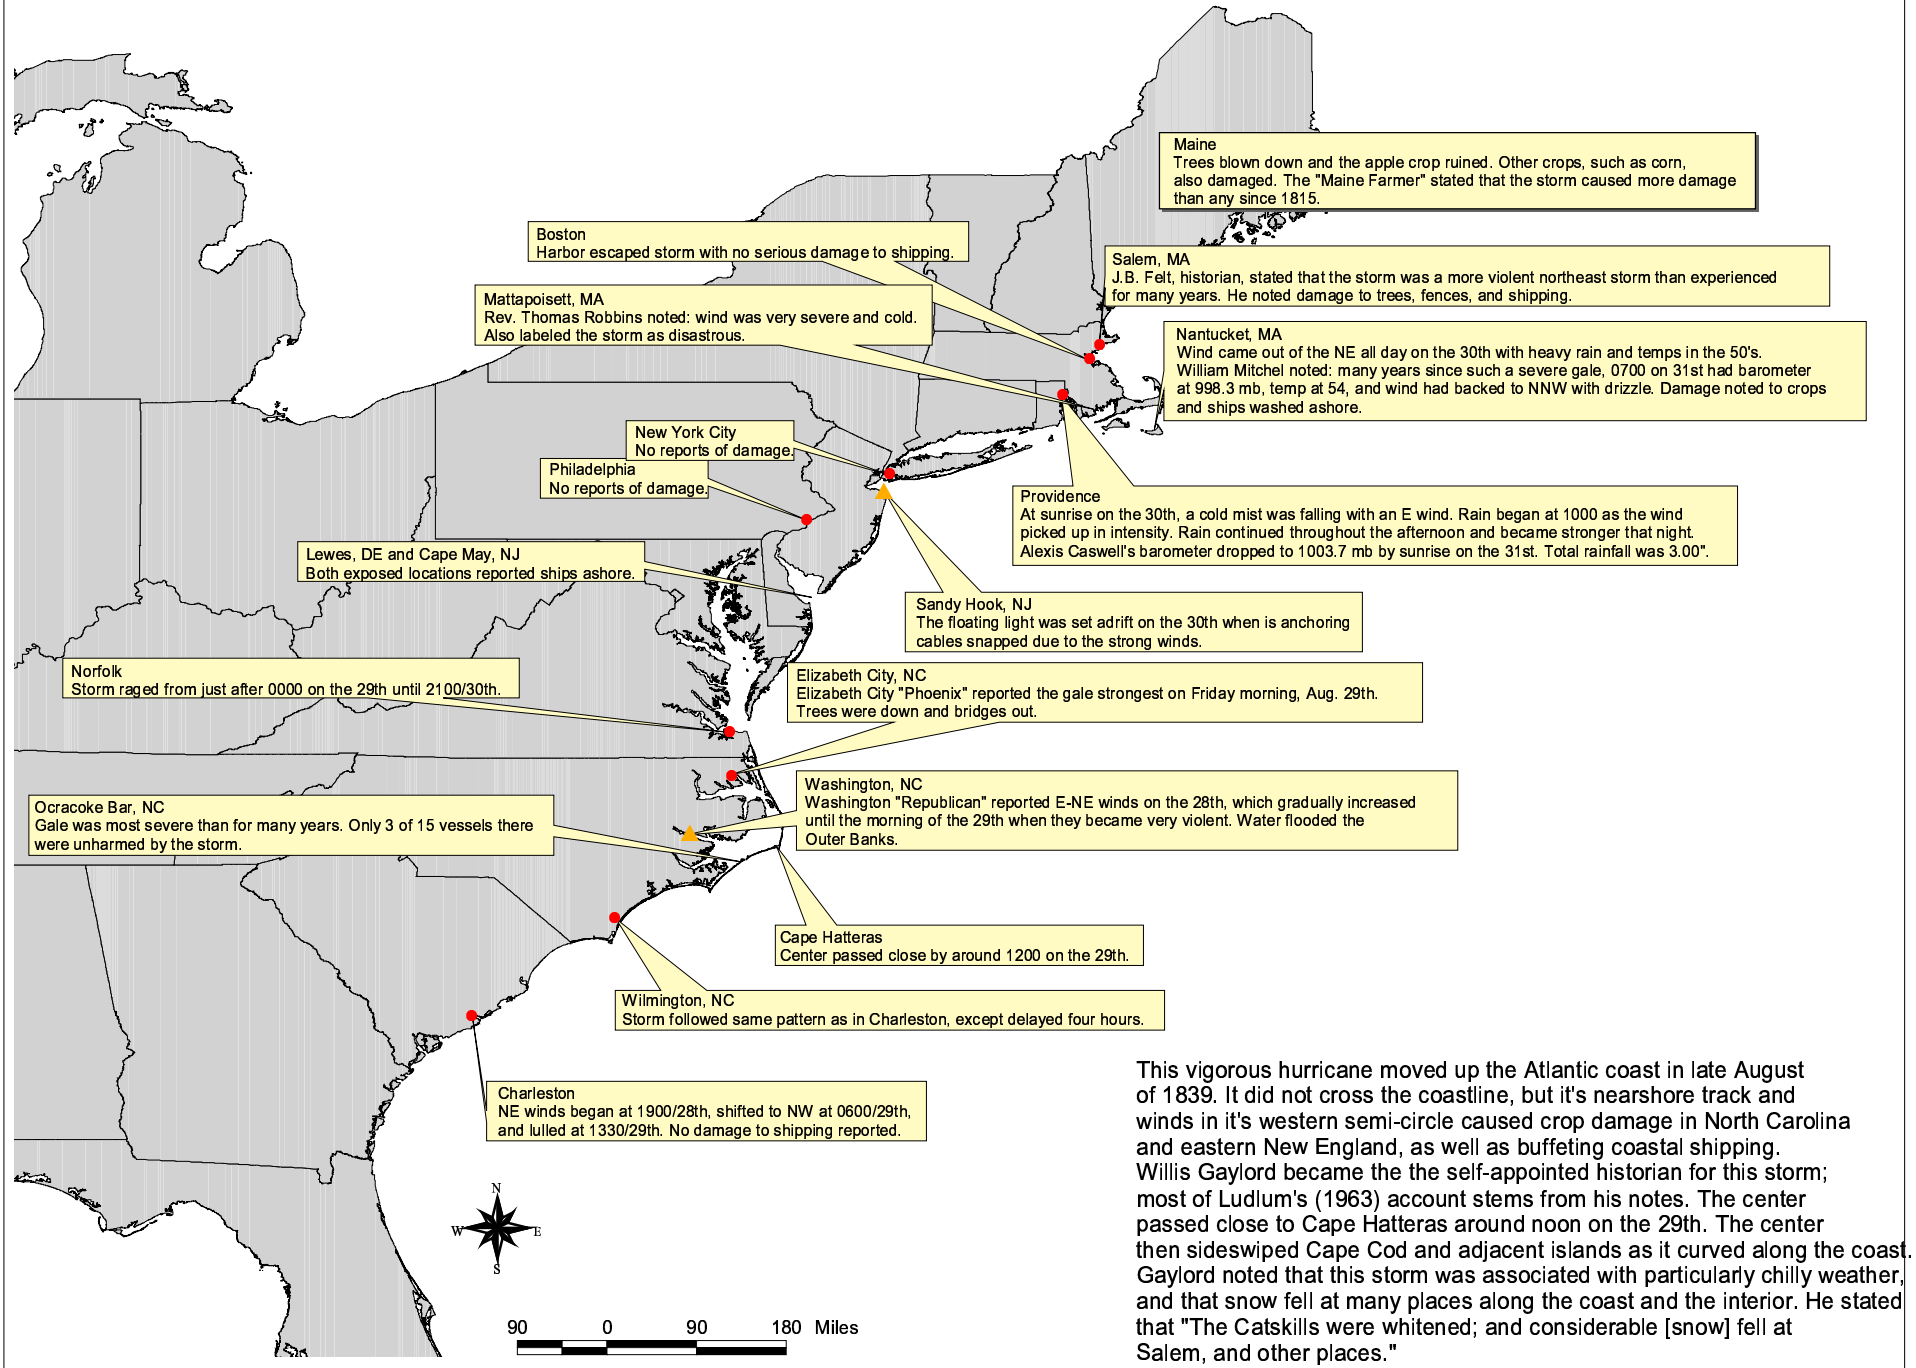 Maine
Trees blown down and the apple crop ruined. Other crops, such as corn,
also damaged. The "Maine Farmer" stated that the storm caused more damage
than any since 1815.
Boston
Harbor escaped storm with no serious damage to shipping.
Salem, MA
J.B. Felt, historian, stated that the storm was a more violent northeast storm than experienced
for many years. He noted damage to trees, fences, and shipping.
Mattapoisett, MA
Rev. Thomas Robbins noted: wind was very severe and cold.
Also labeled the storm as disastrous.
Nantucket, MA
Wind came out of the NE all day on the 30th with heavy rain and temps in the 50's.
William Mitchel noted: many years since such a severe gale, 0700 on 31st had barometer
at 998.3 mb, temp at 54, and wind had backed to NNW with drizzle. Damage noted to crops
and ships washed ashore.
New York City
No reports of damage.
Philadelphia
No reports of damage.
Providence
At sunrise on the 30th, a cold mist was falling with an E wind. Rain began at 1000 as the wind
picked up in intensity. Rain continued throughout the afternoon and became stronger that night.
Alexis Caswell's barometer dropped to 1003.7 mb by sunrise on the 31st. Total rainfall was 3.00".
Lewes, DE and Cape May, NJ
Both exposed locations reported ships ashore.
Sandy Hook, NJ
The floating light was set adrift on the 30th when is anchoring
cables snapped due to the strong winds.
Norfolk
Storm raged from just after 0000 on the 29th until 2100/30th.
Elizabeth City, NC
Elizabeth City "Phoenix" reported the gale strongest on Friday morning, Aug. 29th.
Trees were down and bridges out.
Washington, NC
Washington "Republican" reported E-NE winds on the 28th, which gradually increased
until the morning of the 29th when they became very violent. Water flooded the
Outer Banks.
Ocracoke Bar, NC
Gale was most severe than for many years. Only 3 of 15 vessels there
were unharmed by the storm.
Cape Hatteras
Center passed close by around 1200 on the 29th.
Wilmington, NC
Storm followed same pattern as in Charleston, except delayed four hours.
Charleston
NE winds began at 1900/28th, shifted to NW at 0600/29th,
and lulled at 1330/29th. No damage to shipping reported.
This vigorous hurricane moved up the Atlantic coast in late August
of 1839. It did not cross the coastline, but it's nearshore track and
winds in it's western semi-circle caused crop damage in North Carolina
and eastern New England, as well as buffeting coastal shipping.
Willis Gaylord became the the self-appointed historian for this storm;
most of Ludlum's (1963) account stems from his notes. The center
passed close to Cape Hatteras around noon on the 29th. The center
then sideswiped Cape Cod and adjacent islands as it curved along the coast.
Gaylord noted that this storm was associated with particularly chilly weather,
and that snow fell at many places along the coast and the interior. He stated
that "The Catskills were whitened; and considerable [snow] fell at
Salem, and other places."
N
W E
S
90 0 90 180 Miles